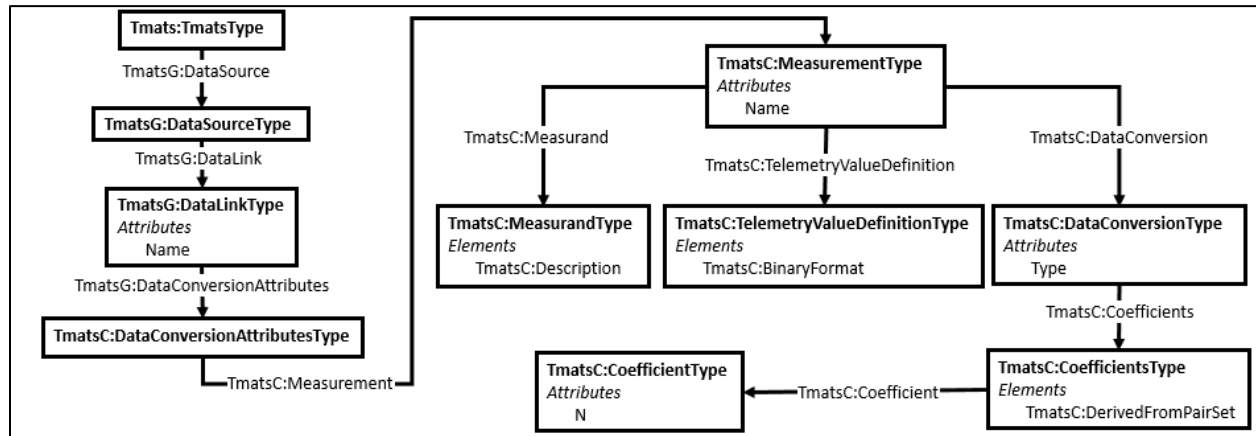 Tmats:TmatsType
TmatsG:DataSource
TmatsG:DataSourceType
TmatsG:DataLink
TmatsG:DataLinkType
Attributes
Name
TmatsG:DataConversionAttributes
TmatsC:DataConversionAttributesType
TmatsC:Measurement
TmatsC:MeasurementType
Attributes
Name
TmatsC:Measurand
TmatsC:TelemetryValueDefinition
TmatsC:DataConversion
TmatsC:MeasurandType
Elements
TmatsC:Description
TmatsC:TelemetryValueDefinitionType
Elements
TmatsC:BinaryFormat
TmatsC:DataConversionType
Attributes
Type
TmatsC:Coefficients
TmatsC:CoefficientsType
Elements
TmatsC:DerivedFromPairSet
TmatsC:Coefficient
TmatsC:CoefficientType
Attributes
N